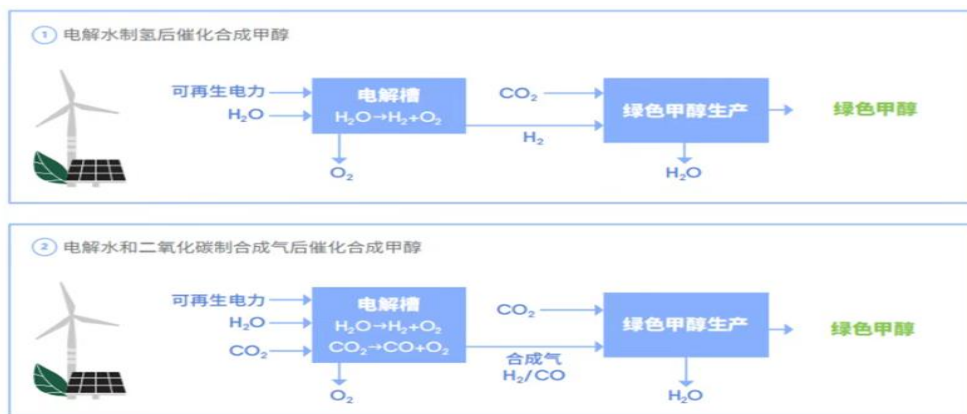 ① 电解水制氢后催化合成甲醇
可再生电力
H₂O
电解槽
H₂O→H₂+O₂
O₂
CO₂
H₂
绿色甲醇生产
H₂O
绿色甲醇
② 电解水和二氧化碳制合成气后催化合成甲醇
可再生电力
H₂O
CO₂
电解槽
H₂O→H₂+O₂
CO₂→CO+O₂
O₂
CO₂
合成气
H₂/CO
绿色甲醇生产
H₂O
绿色甲醇